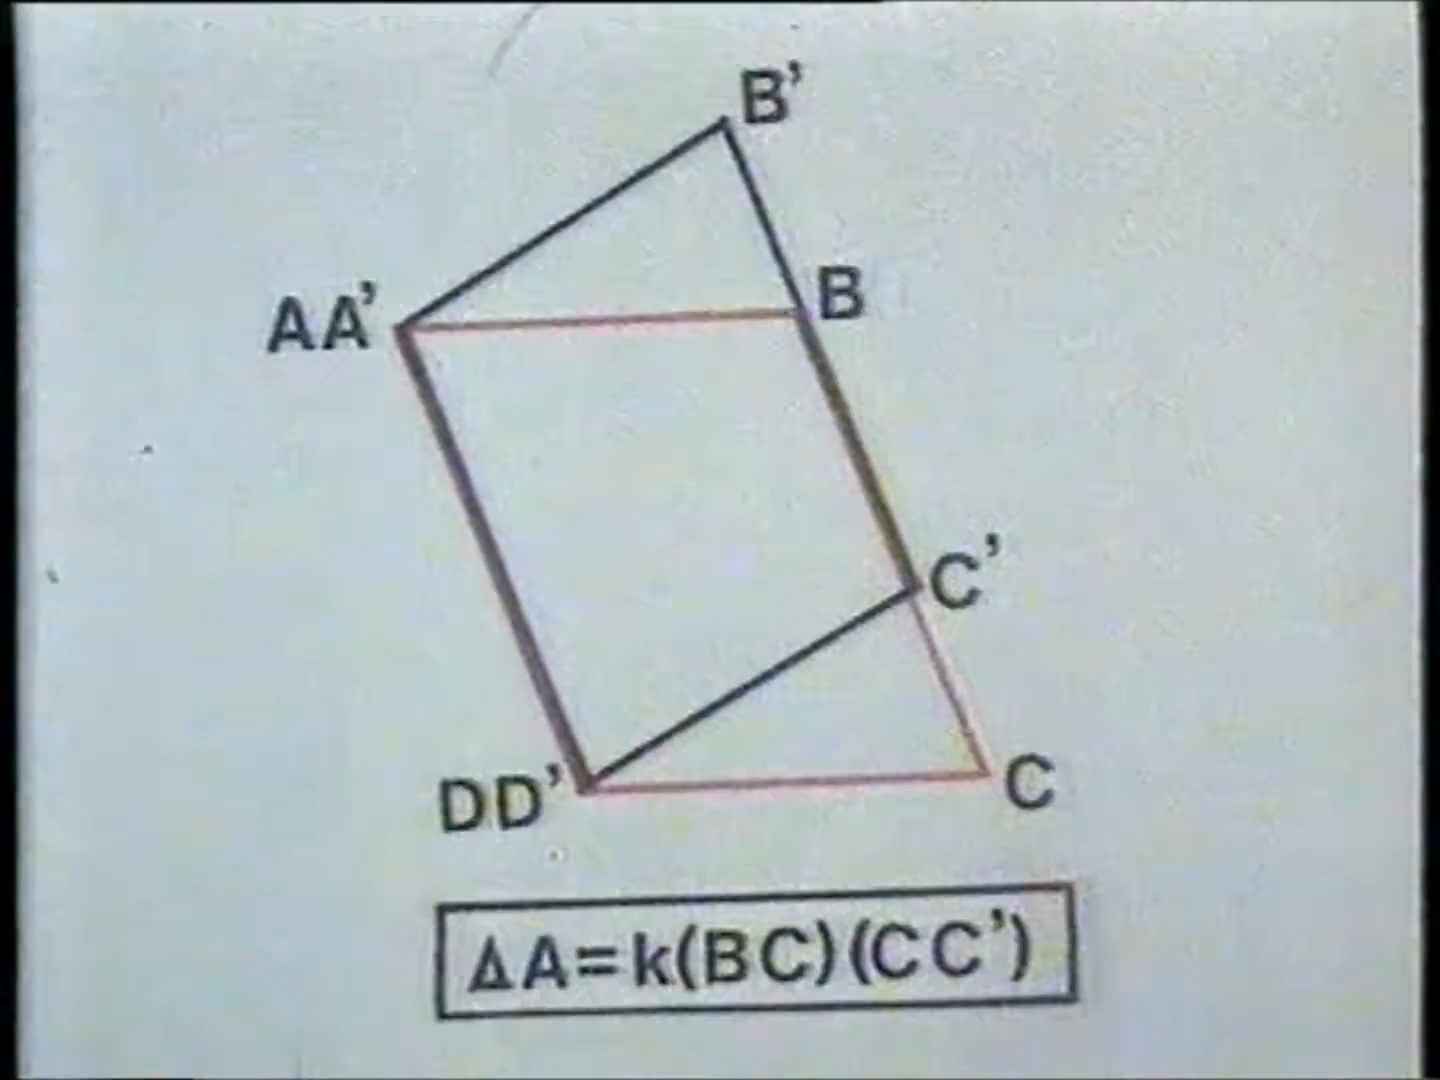 B'
AA'
B
C'
DD'
C
ΔA=k(BC)(CC')